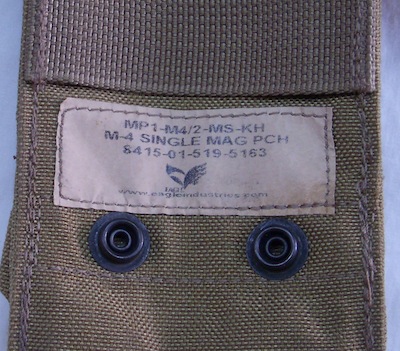 MP1-M4/2-MS-KH
M-4 SINGLE MAG PCH
8415-01-519-5163
www.eagleindustries.com